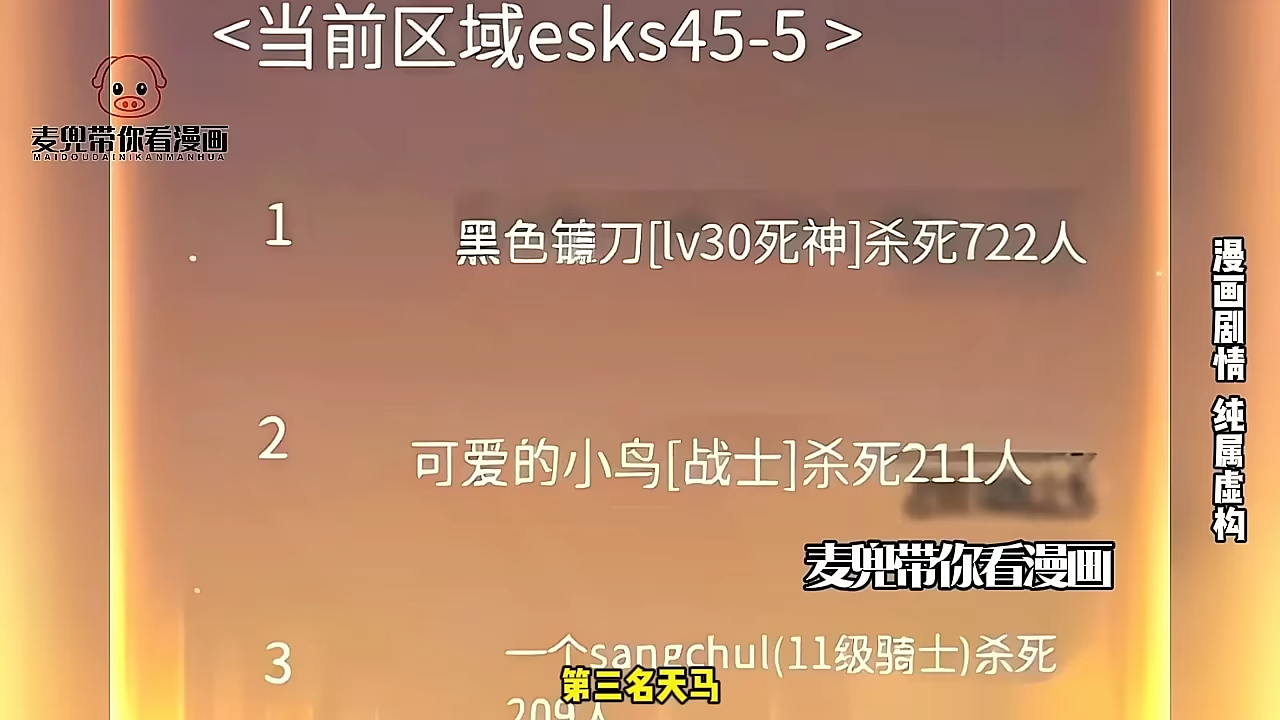 <当前区域esks45-5 >
麦兜带你看漫画
MAIDOUDAINIKANMANHUA
1
黑色镰刀[lv30死神]杀死722人
漫画剧情 纯属虚构
2
可爱的小鸟[战士]杀死211人
麦兜带你看漫画
3
一个sangchul(11级骑士)杀死
209人
第三名天马